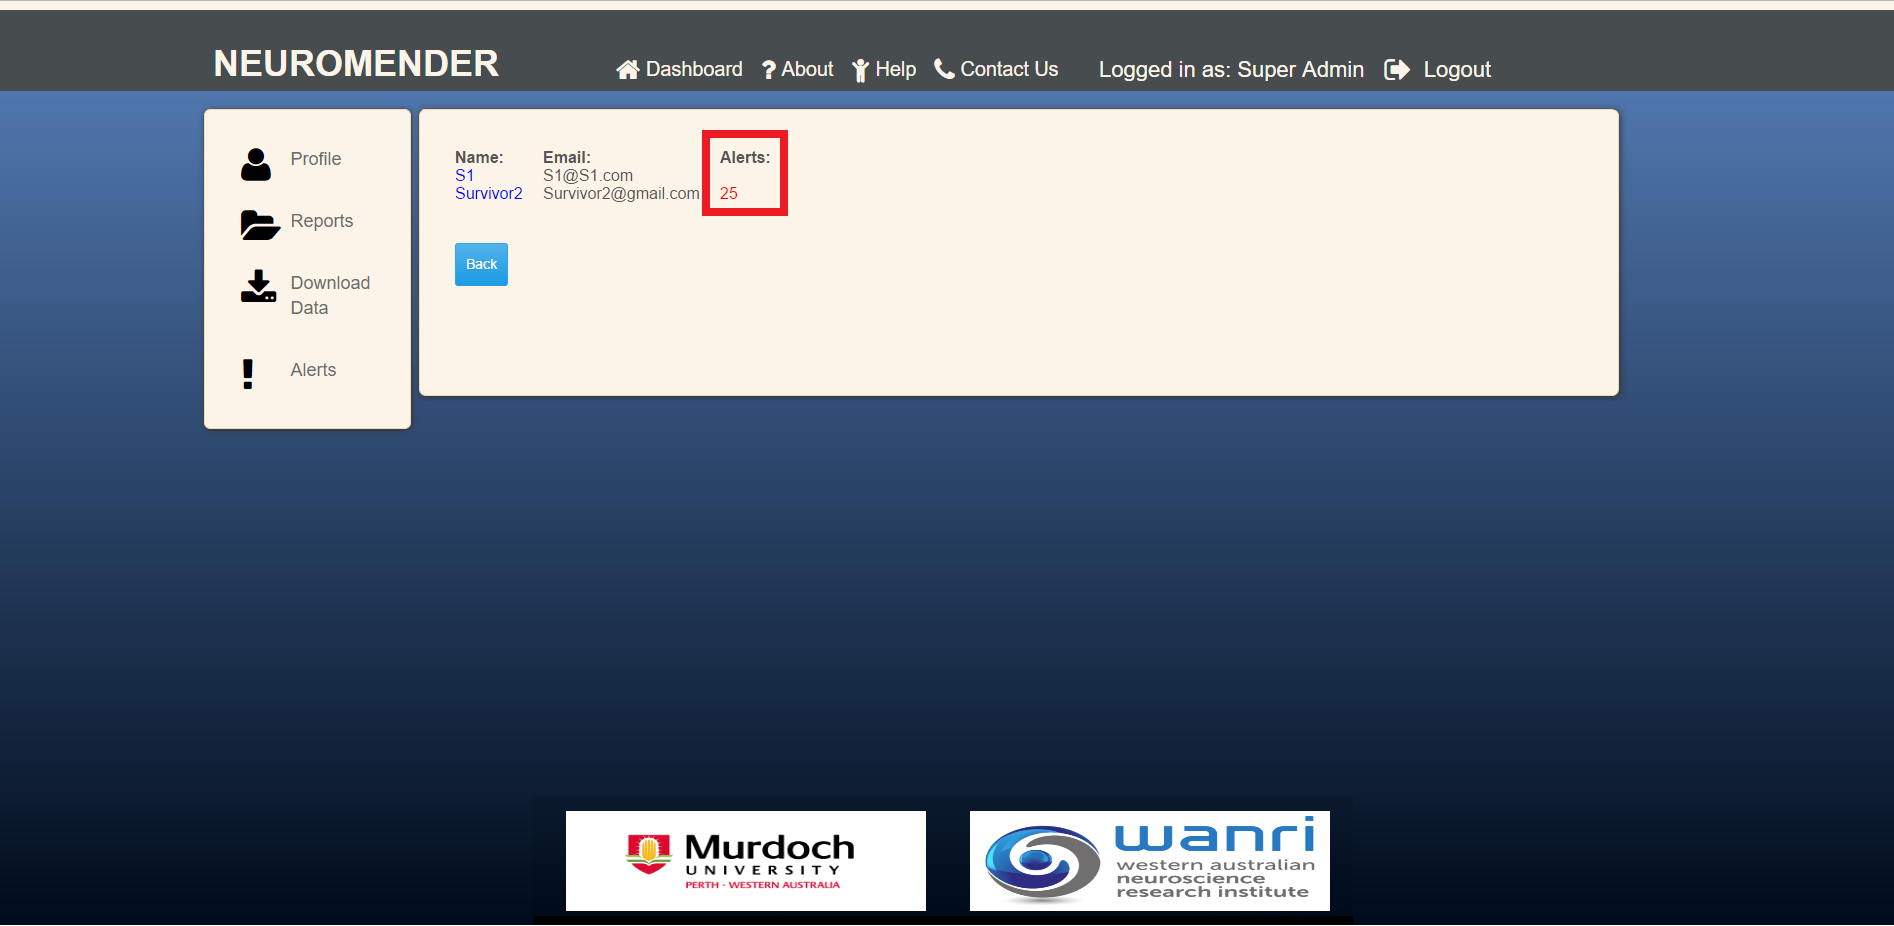 NEUROMENDER
Dashboard About Help Contact Us Logged in as: Super Admin Logout
Profile
Reports
Download
Data
Alerts
Name: Email: Alerts:
S1 S1@S1.com
Survivor2 Survivor2@gmail.com 25
Back
Murdoch
UNIVERSITY
PERTH - WESTERN AUSTRALIA
wanri
western australian
neuroscience
research institute